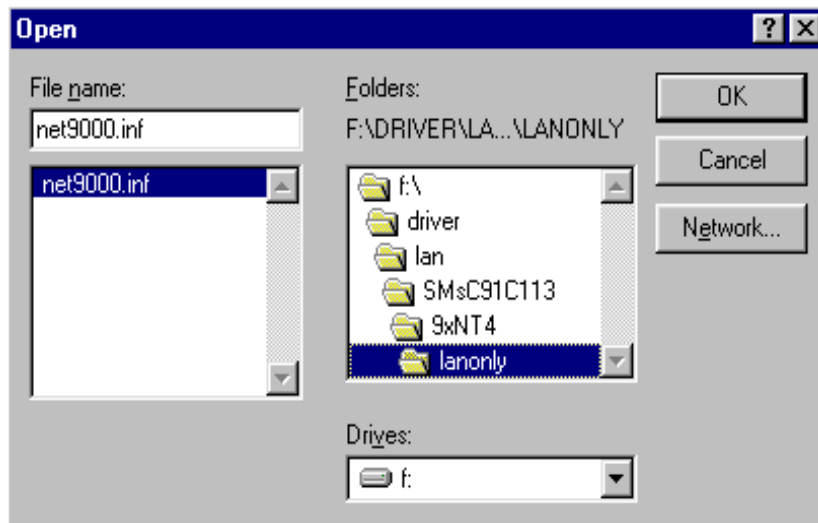 Open
File name:
net9000.inf
net9000.inf
Folders:
F:\DRIVER\LA...\LANONLY
f:\
driver
lan
SMsC91C113
9xNT4
lanonly
Drives:
f:
OK
Cancel
Network...